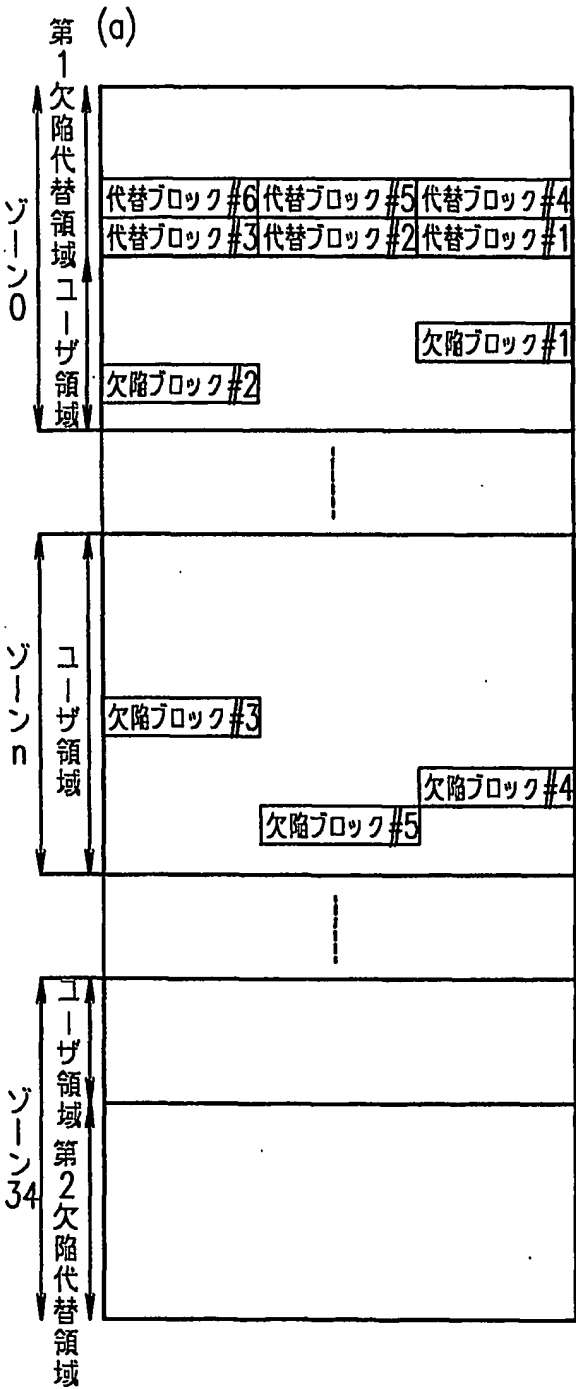 (a)
第1欠陥代替領域
ゾーン0
代替ブロック#6 代替ブロック#5 代替ブロック#4
代替ブロック#3 代替ブロック#2 代替ブロック#1
ユーザ領域
欠陥ブロック#1
欠陥ブロック#2
ゾーンn
ユーザ領域
欠陥ブロック#3
欠陥ブロック#4
欠陥ブロック#5
ゾーン34
ユーザ領域
第2欠陥代替領域